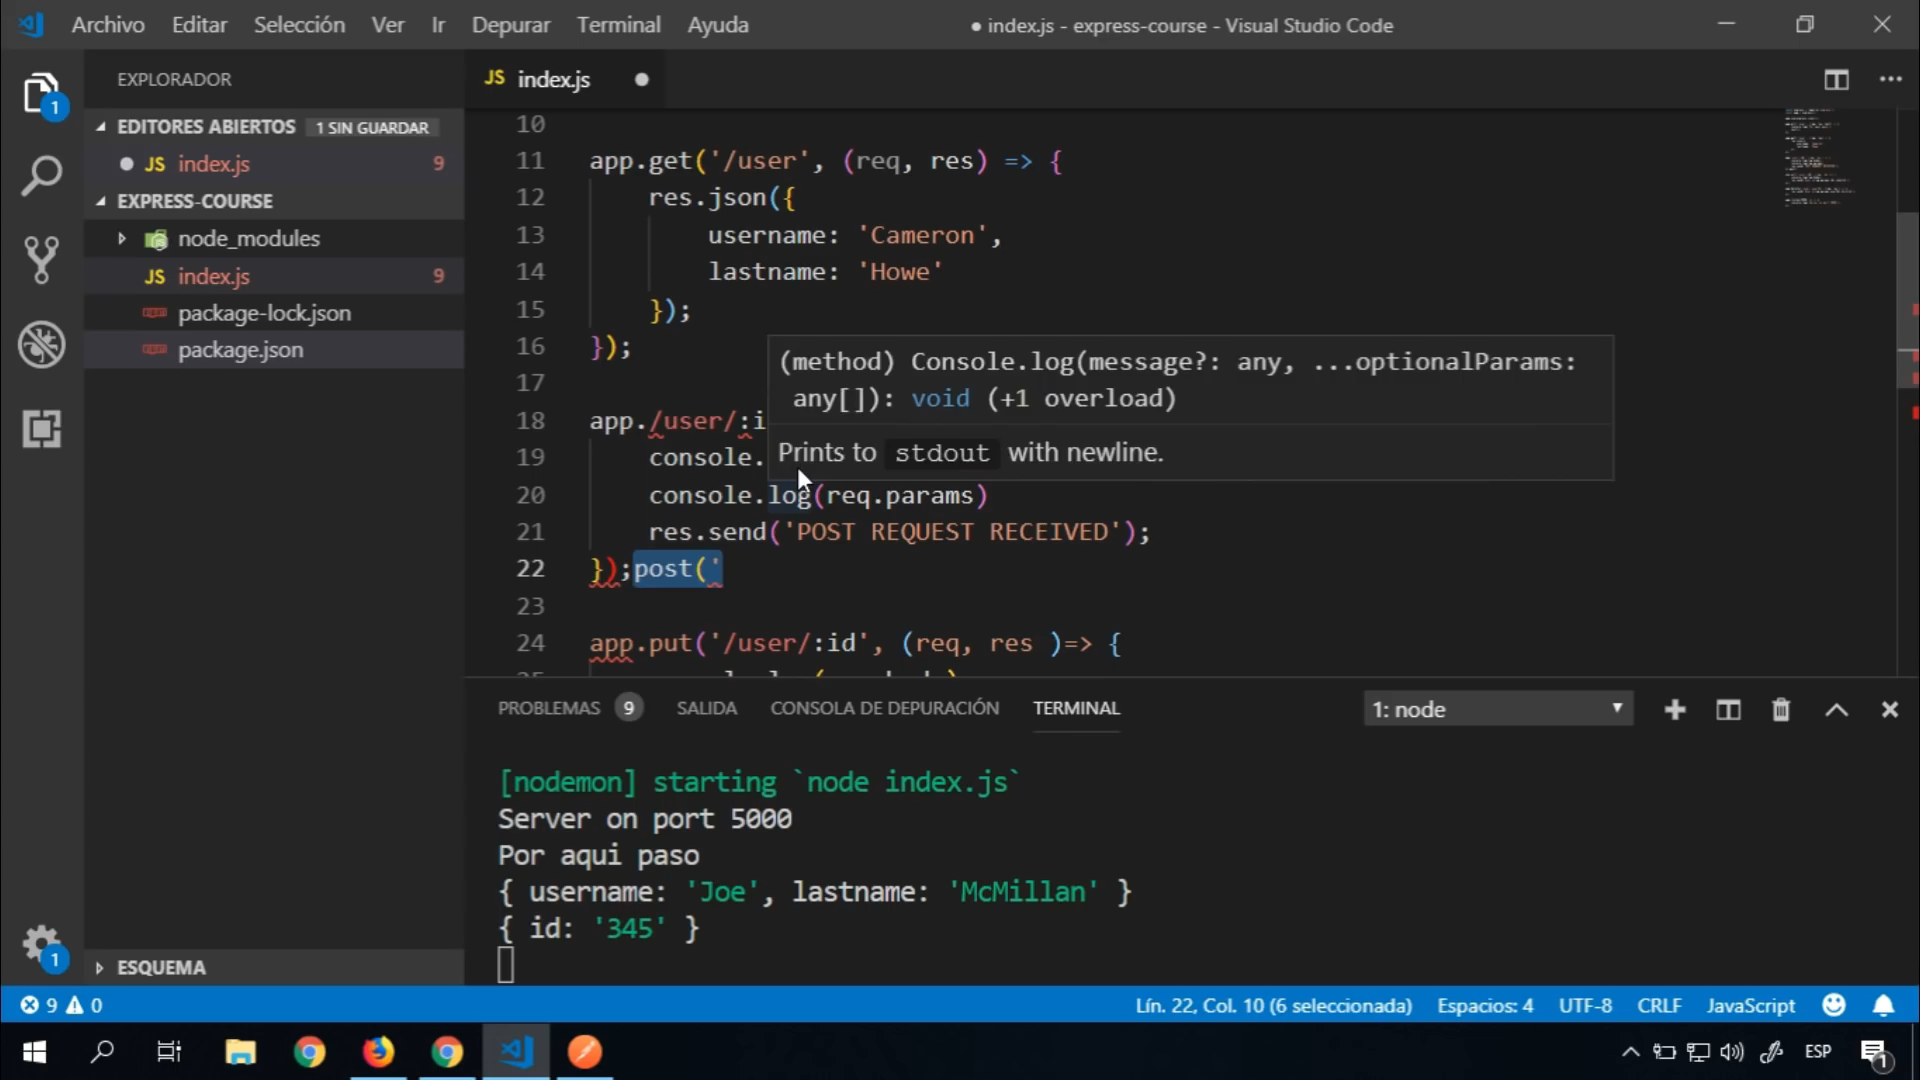 Archivo Editar Selección Ver Ir Depurar Terminal Ayuda
● index.js - express-course - Visual Studio Code
EXPLORADOR
EDITORES ABIERTOS 1 SIN GUARDAR
● JS index.js 9
EXPRESS-COURSE
node_modules
JS index.js 9
package-lock.json
package.json
ESQUEMA
1
1
JS index.js ●
10
11 app.get('/user', (req, res) => {
12 res.json({
13 username: 'Cameron',
14 lastname: 'Howe'
15 });
16 });
17
18 app./user/:i
19 console.
20 console.log(req.params)
21 res.send('POST REQUEST RECEIVED');
22 });post('
23
24 app.put('/user/:id', (req, res )=> {
(method) Console.log(message?: any, ...optionalParams:
any[]): void (+1 overload)
Prints to stdout with newline.
PROBLEMAS 9 SALIDA CONSOLA DE DEPURACIÓN TERMINAL 1: node
[nodemon] starting `node index.js`
Server on port 5000
Por aqui paso
{ username: 'Joe', lastname: 'McMillan' }
{ id: '345' }
9 0 Lín. 22, Col. 10 (6 seleccionada) Espacios: 4 UTF-8 CRLF JavaScript
ESP 1